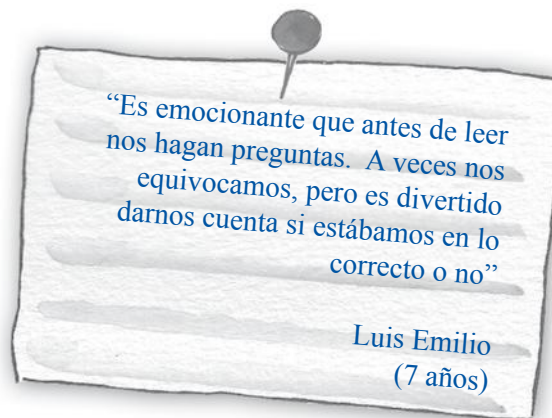 “Es emocionante que antes de leer
nos hagan preguntas.  A veces nos
equivocamos, pero es divertido
darnos cuenta si estábamos en lo
correcto o no”
Luis Emilio
(7 años)